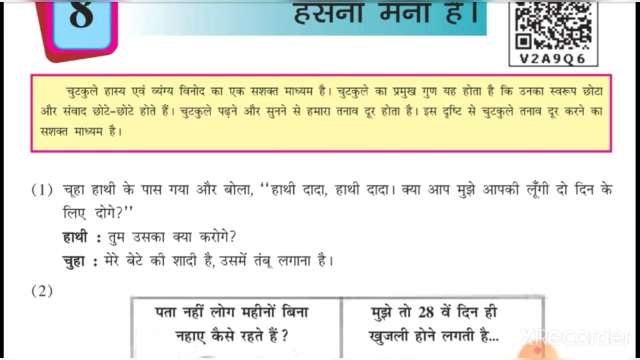 8
हँसना मना है।
V2A9Q6
चुटकुले हास्य एवं व्यंग्य विनोद का एक सशक्त माध्यम है। चुटकुले का प्रमुख गुण यह होता है कि उनका स्वरूप छोटा
और संवाद छोटे-छोटे होते हैं। चुटकुले पढ़ने और सुनने से हमारा तनाव दूर होता है। इस दृष्टि से चुटकुले तनाव दूर करने का
सशक्त माध्यम है।
(1) चूहा हाथी के पास गया और बोला, "हाथी दादा, हाथी दादा। क्या आप मुझे आपकी लूँगी दो दिन के
लिए दोगे?"
हाथी : तुम उसका क्या करोगे?
चुहा : मेरे बेटे की शादी है, उसमें तंबू लगाना है।
(2)
पता नहीं लोग महीनों बिना
नहाए कैसे रहते हैं ?
मुझे तो 28 वें दिन ही
खुजली होने लगती है...
XRecorder